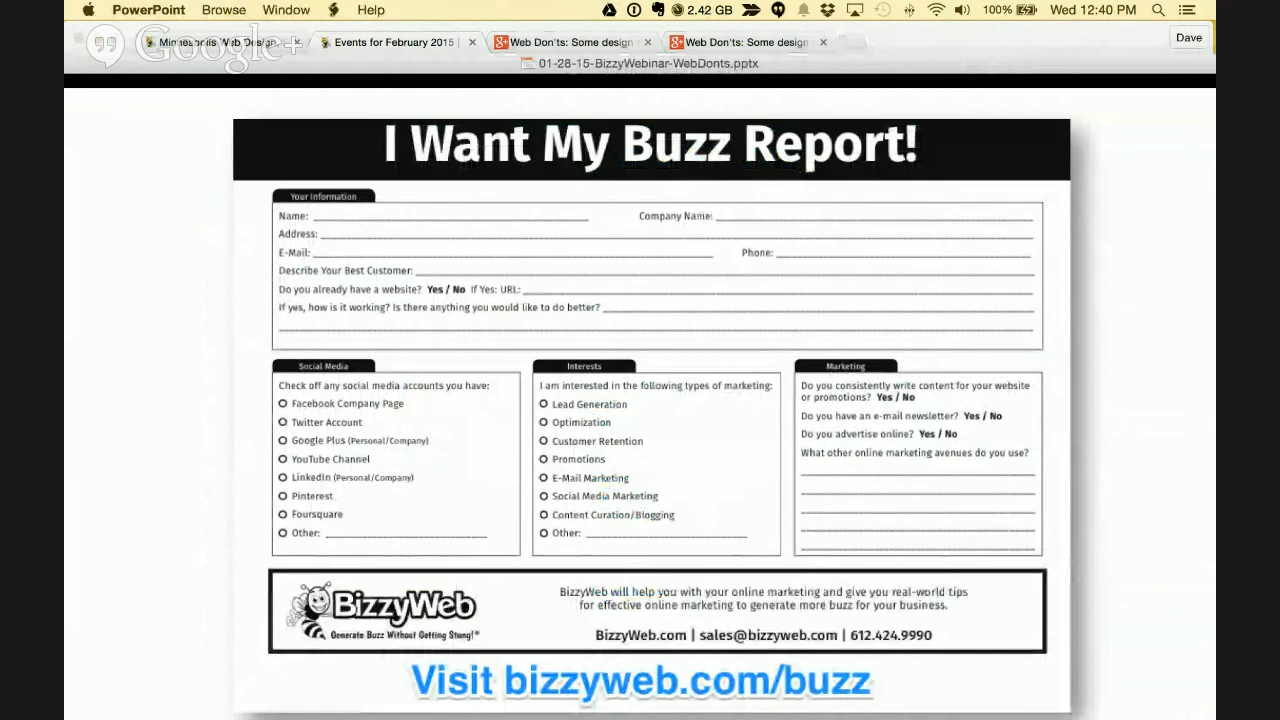 PowerPoint Browse Window Help 2.42 GB 100% Wed 12:40 PM
Google+
Minneapolis Web Design Events for February 2015 | Web Don'ts: Some design Web Don'ts: Some design Dave
01-28-15-BizzyWebinar-WebDonts.pptx
I Want My Buzz Report!
Your Information
Name: Company Name:
Address:
E-Mail: Phone:
Describe Your Best Customer:
Do you already have a website? Yes / No If Yes: URL:
If yes, how is it working? Is there anything you would like to do better?
Social Media
Check off any social media accounts you have:
Facebook Company Page
Twitter Account
Google Plus (Personal/Company)
YouTube Channel
LinkedIn (Personal/Company)
Pinterest
Foursquare
Other:
Interests
I am interested in the following types of marketing:
Lead Generation
Optimization
Customer Retention
Promotions
E-Mail Marketing
Social Media Marketing
Content Curation/Blogging
Other:
Marketing
Do you consistently write content for your website
or promotions? Yes / No
Do you have an e-mail newsletter? Yes / No
Do you advertise online? Yes / No
What other online marketing avenues do you use?
BizzyWeb
Generate Buzz Without Getting Stung!®
BizzyWeb will help you with your online marketing and give you real-world tips
for effective online marketing to generate more buzz for your business.
BizzyWeb.com | sales@bizzyweb.com | 612.424.9990
Visit bizzyweb.com/buzz